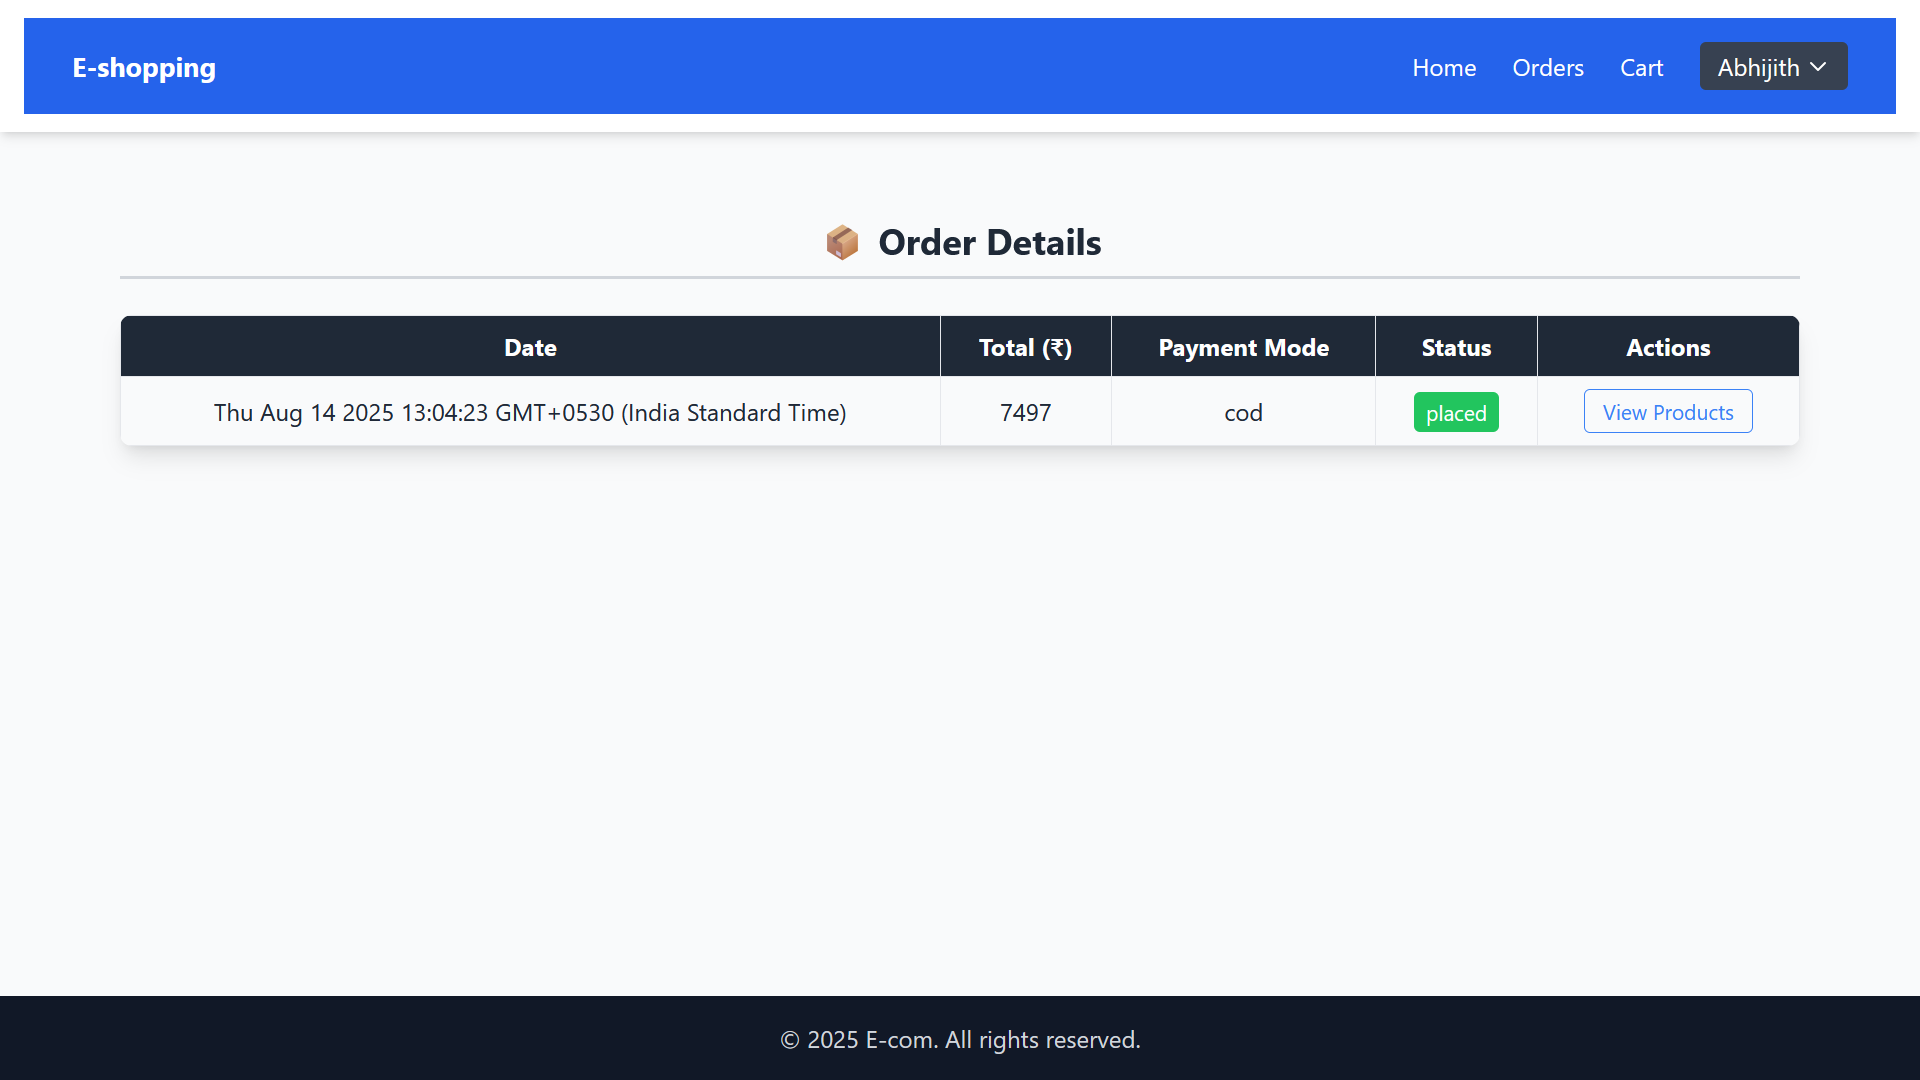 E-shopping Home Orders Cart Abhijith
📦 Order Details
Date Total (₹) Payment Mode Status Actions
Thu Aug 14 2025 13:04:23 GMT+0530 (India Standard Time) 7497 cod placed View Products
© 2025 E-com. All rights reserved.